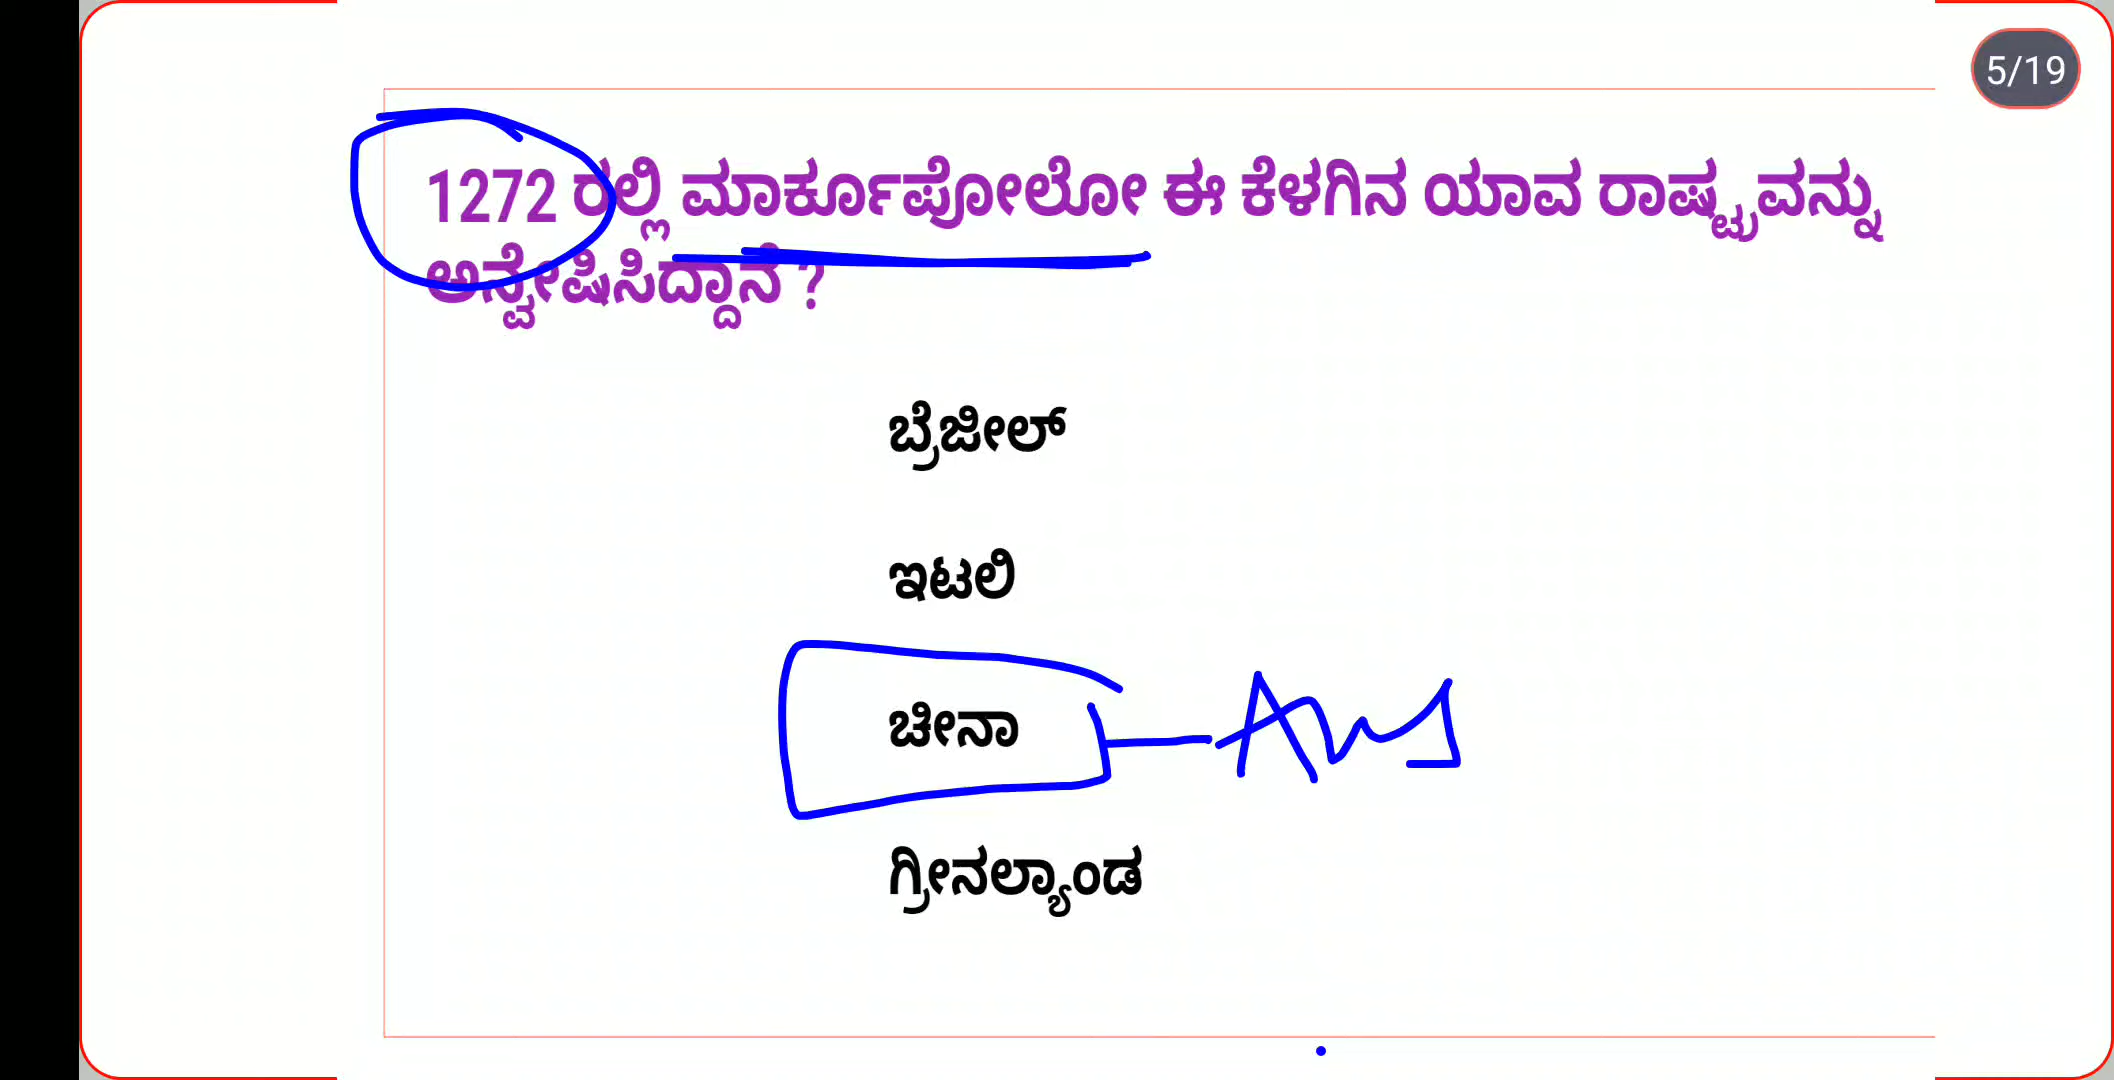 5/19
1272 ರಲ್ಲಿ ಮಾರ್ಕೊಪೋಲೋ ಈ ಕೆಳಗಿನ ಯಾವ ರಾಷ್ಟ್ರವನ್ನು
ಅನ್ವೇಷಿಸಿದ್ದಾನೆ ?
ಬ್ರೆಜೀಲ್
ಇಟಲಿ
ಚೀನಾ
Ans
ಗ್ರೀನಲ್ಯಾಂಡ